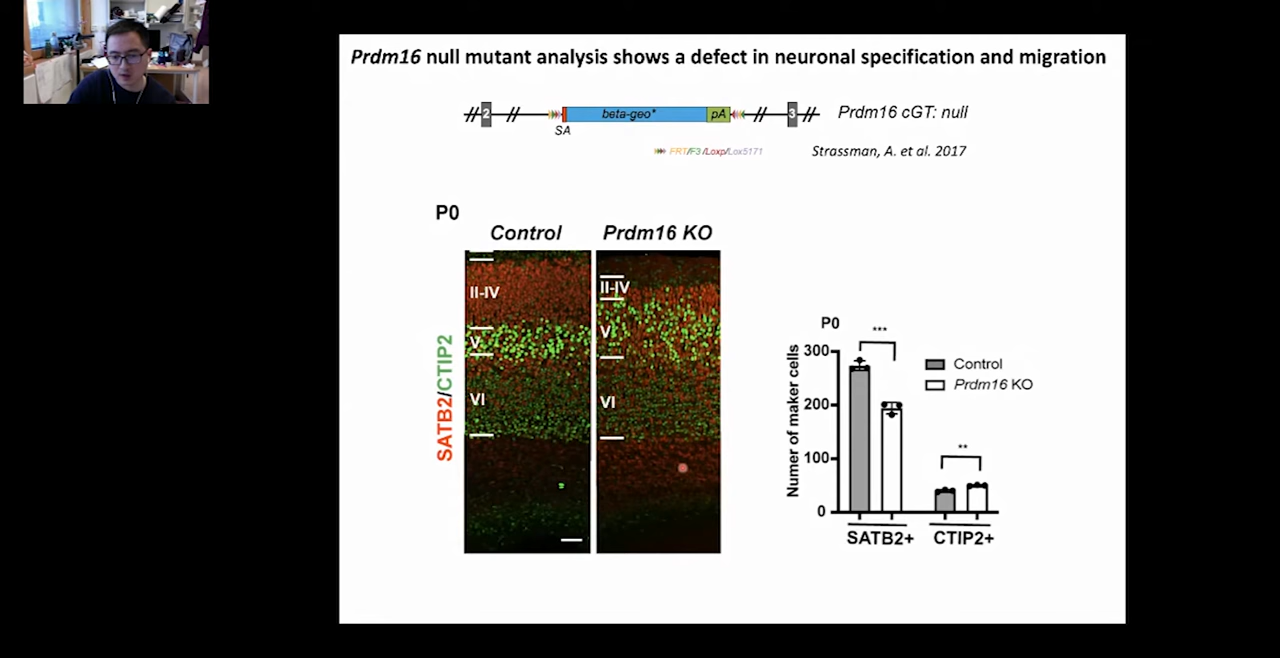 Prdm16 null mutant analysis shows a defect in neuronal specification and migration
2
beta-geo*
pA
3
Prdm16 cGT: null
SA
FRT/F3/Loxp/Lox5171
Strassman, A. et al. 2017
P0
Control
Prdm16 KO
SATB2/CTIP2
II-IV
V
VI
II-IV
V
VI
P0
***
**
Numer of maker cells
300
200
100
0
Control
Prdm16 KO
SATB2+
CTIP2+